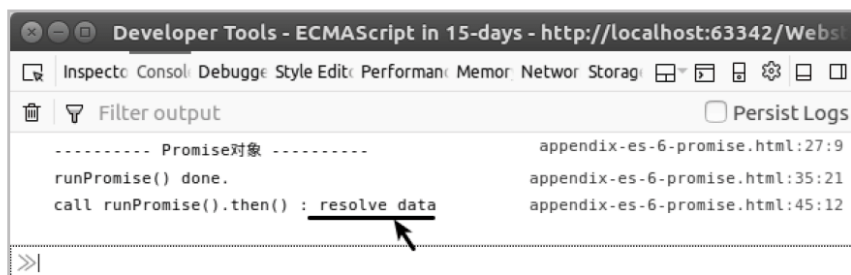 Developer Tools - ECMAScript in 15-days - http://localhost:63342/Webst
Inspecto Consol Debugge Style Edit Performan Memor Networ Storag
Filter output Persist Logs
---------- Promise对象 ---------- appendix-es-6-promise.html:27:9
runPromise() done. appendix-es-6-promise.html:35:21
call runPromise().then() : resolve data appendix-es-6-promise.html:45:12